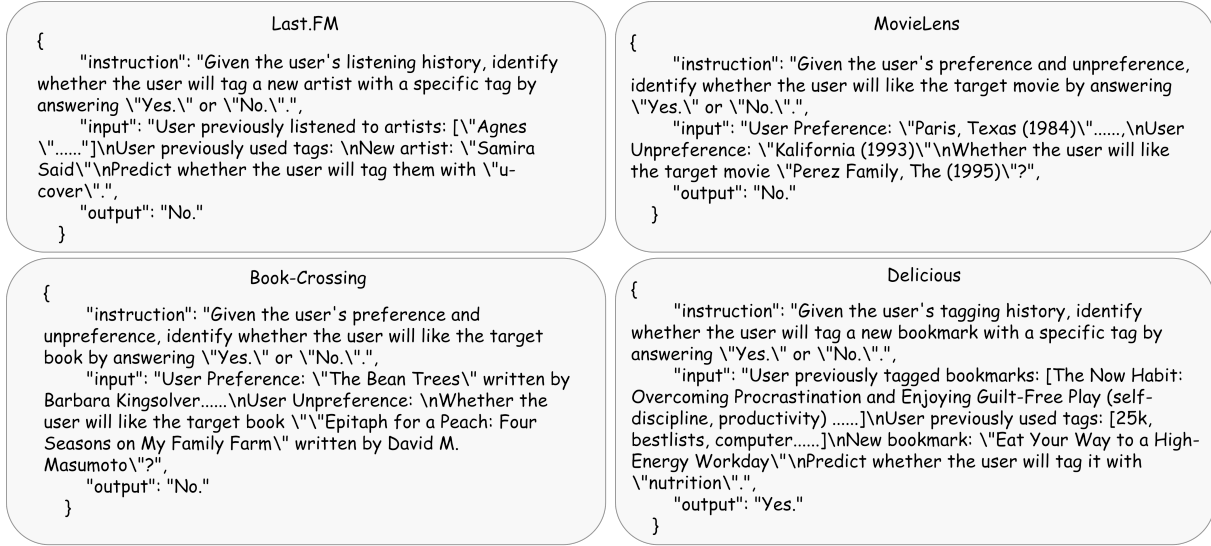 Last.FM
{
"instruction": "Given the user's listening history, identify
whether the user will tag a new artist with a specific tag by
answering \"Yes.\" or \"No.\".",
"input": "User previously listened to artists: [\"Agnes
\"......"]\nUser previously used tags: \nNew artist: \"Samira
Said\"\nPredict whether the user will tag them with \"u-
cover\".",
"output": "No."
}
MovieLens
{
"instruction": "Given the user's preference and unpreference,
identify whether the user will like the target movie by answering
\"Yes.\" or \"No.\".",
"input": "User Preference: \"Paris, Texas (1984)\"......,\nUser
Unpreference: \"Kalifornia (1993)\"\nWhether the user will like
the target movie \"Perez Family, The (1995)\"?",
"output": "No."
}
Book-Crossing
{
"instruction": "Given the user's preference and
unpreference, identify whether the user will like the target
book by answering \"Yes.\" or \"No.\".",
"input": "User Preference: \"The Bean Trees\" written by
Barbara Kingsolver......\nUser Unpreference: \nWhether the
user will like the target book \"\"Epitaph for a Peach: Four
Seasons on My Family Farm\" written by David M.
Masumoto\"?",
"output": "No."
}
Delicious
{
"instruction": "Given the user's tagging history, identify
whether the user will tag a new bookmark with a specific tag by
answering \"Yes.\" or \"No.\".",
"input": "User previously tagged bookmarks: [The Now Habit:
Overcoming Procrastination and Enjoying Guilt-Free Play (self-
discipline, productivity) ......]\nUser previously used tags: [25k,
bestlists, computer......]\nNew bookmark: \"Eat Your Way to a High-
Energy Workday\"\nPredict whether the user will tag it with
\"nutrition\".",
"output": "Yes."
}